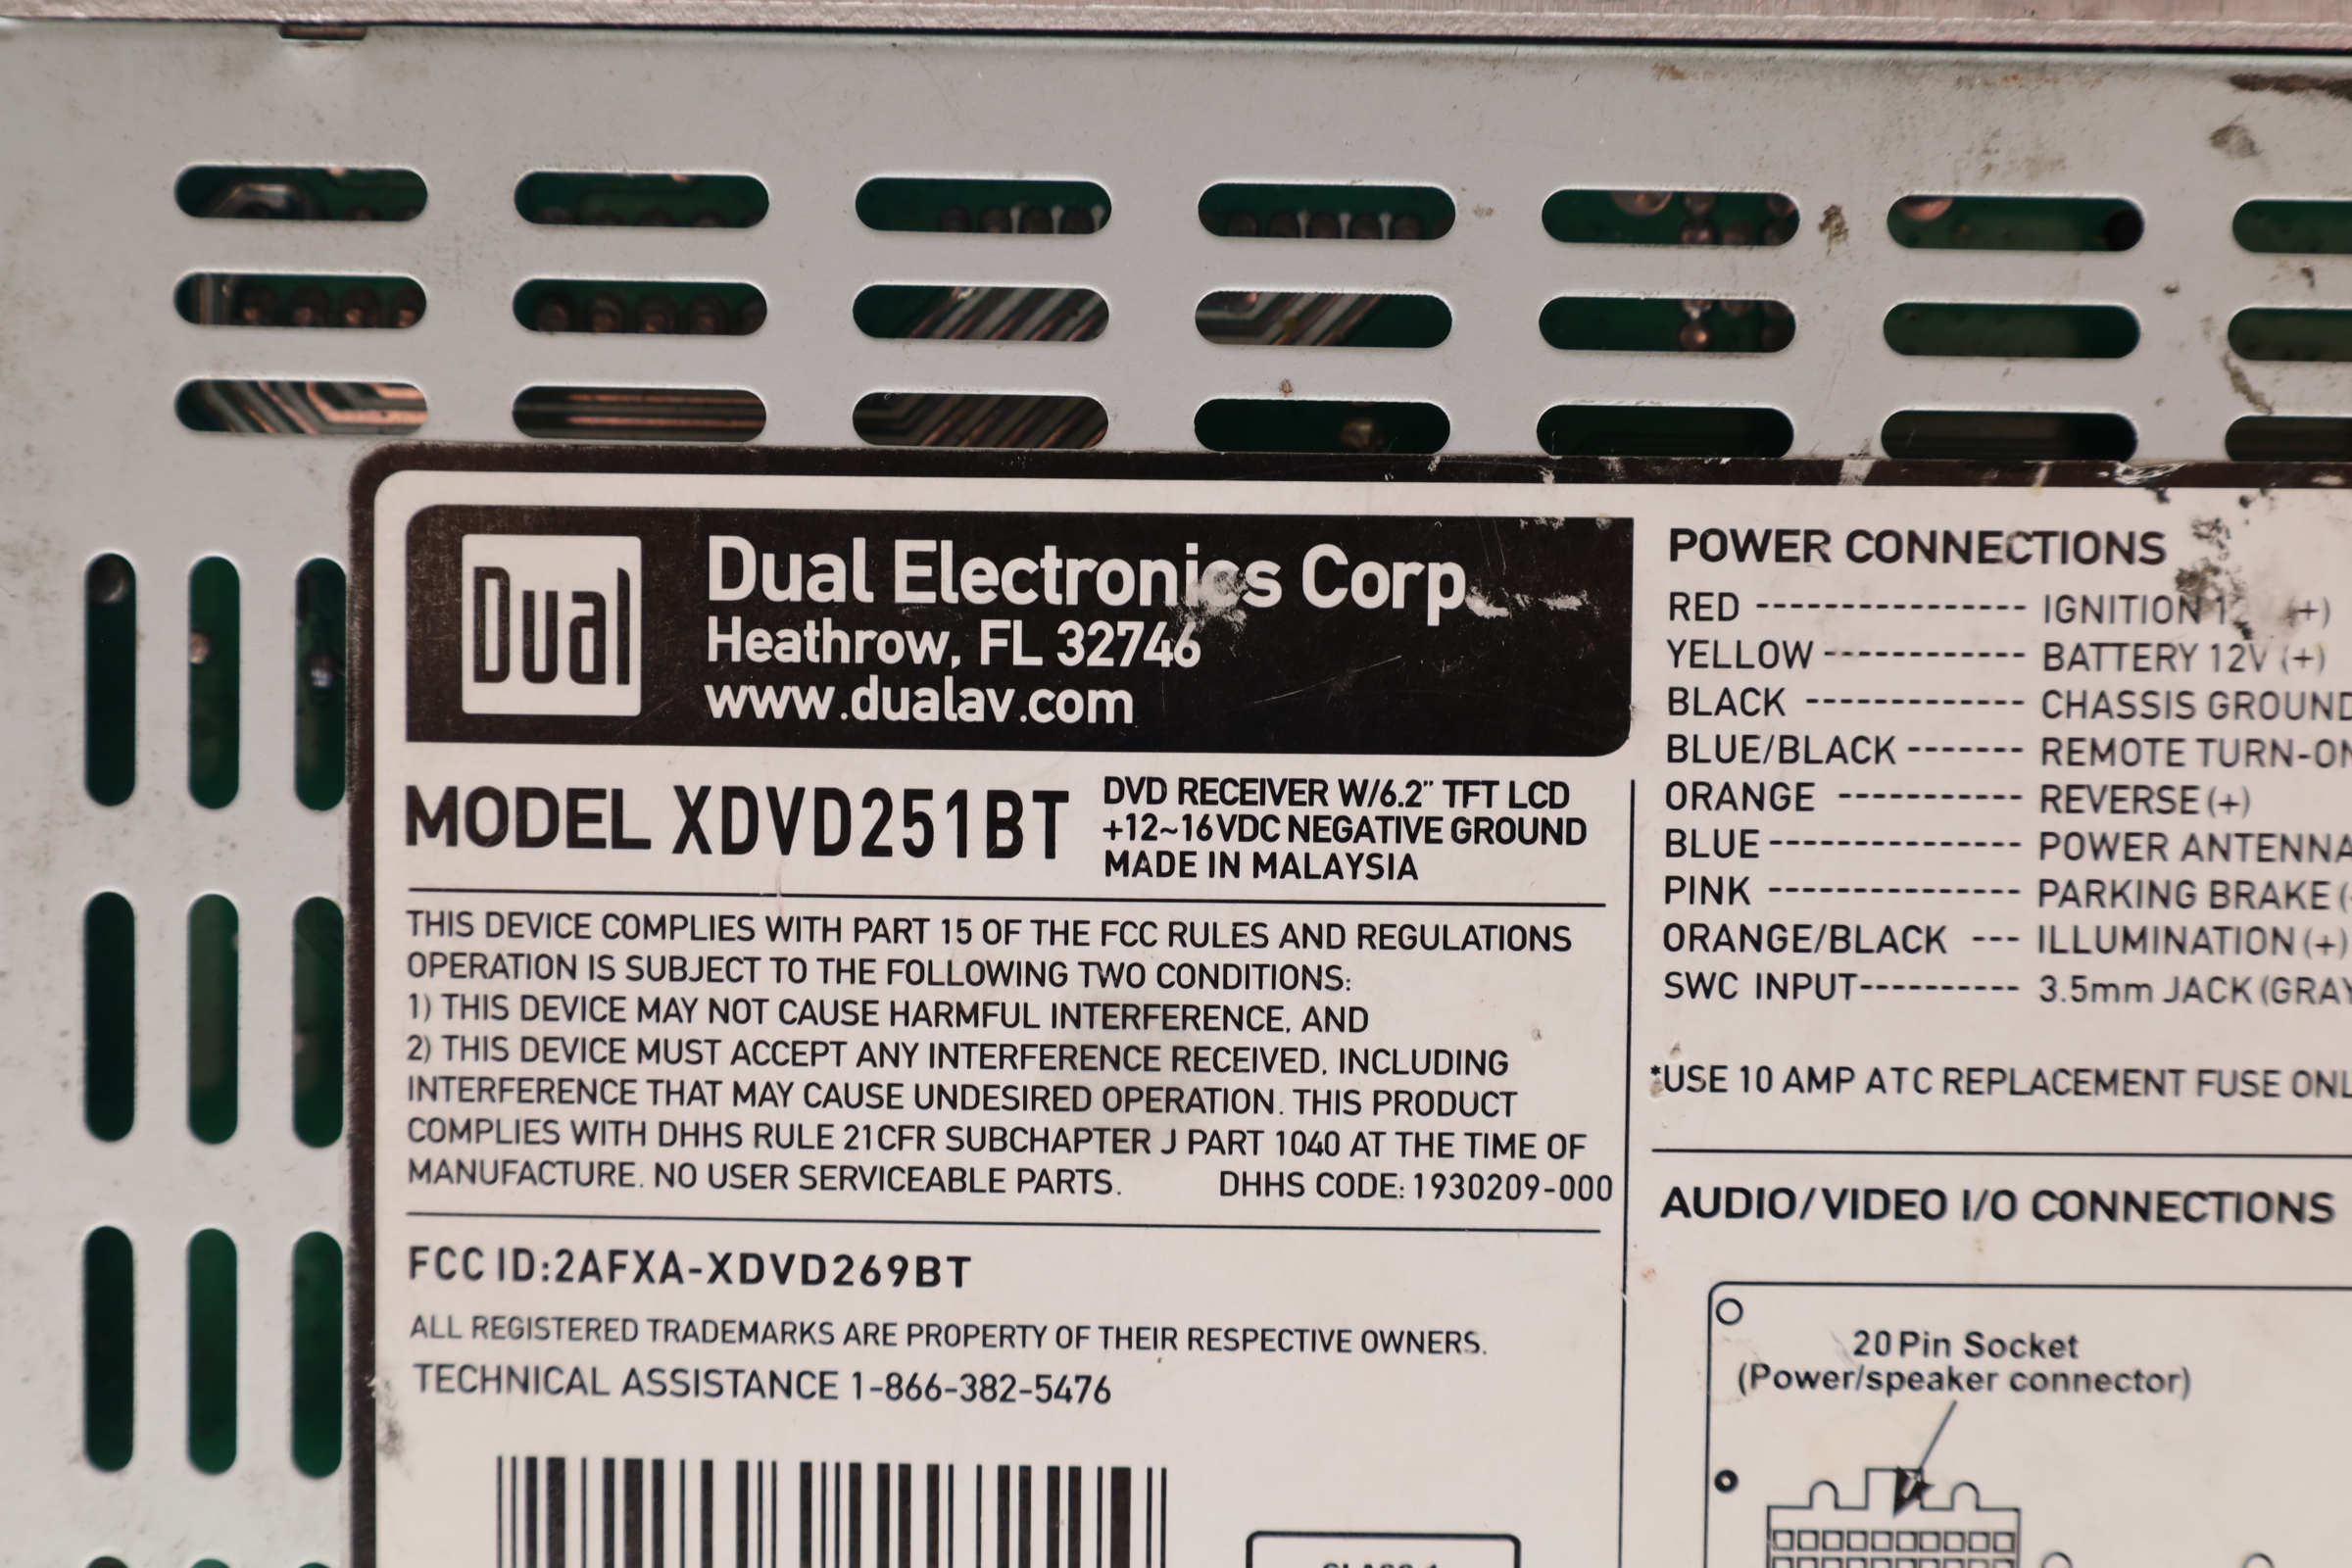 Dual
Dual Electronics Corp.
Heathrow, FL 32746
www.dualav.com
MODEL XDVD251BT
DVD RECEIVER W/6.2" TFT LCD
+12~16VDC NEGATIVE GROUND
MADE IN MALAYSIA
THIS DEVICE COMPLIES WITH PART 15 OF THE FCC RULES AND REGULATIONS
OPERATION IS SUBJECT TO THE FOLLOWING TWO CONDITIONS:
1) THIS DEVICE MAY NOT CAUSE HARMFUL INTERFERENCE, AND
2) THIS DEVICE MUST ACCEPT ANY INTERFERENCE RECEIVED, INCLUDING
INTERFERENCE THAT MAY CAUSE UNDESIRED OPERATION. THIS PRODUCT
COMPLIES WITH DHHS RULE 21CFR SUBCHAPTER J PART 1040 AT THE TIME OF
MANUFACTURE. NO USER SERVICEABLE PARTS. DHHS CODE: 1930209-000
FCC ID:2AFXA-XDVD269BT
ALL REGISTERED TRADEMARKS ARE PROPERTY OF THEIR RESPECTIVE OWNERS.
TECHNICAL ASSISTANCE 1-866-382-5476
POWER CONNECTIONS
RED ---------------- IGNITION (+)
YELLOW ------------ BATTERY 12V (+)
BLACK ------------- CHASSIS GROUND
BLUE/BLACK ------- REMOTE TURN-ON
ORANGE ----------- REVERSE (+)
BLUE --------------- POWER ANTENNA
PINK --------------- PARKING BRAKE
ORANGE/BLACK --- ILLUMINATION (+)
SWC INPUT---------- 3.5mm JACK (GRAY
*USE 10 AMP ATC REPLACEMENT FUSE ONL
AUDIO/VIDEO I/O CONNECTIONS
20 Pin Socket
(Power/speaker connector)